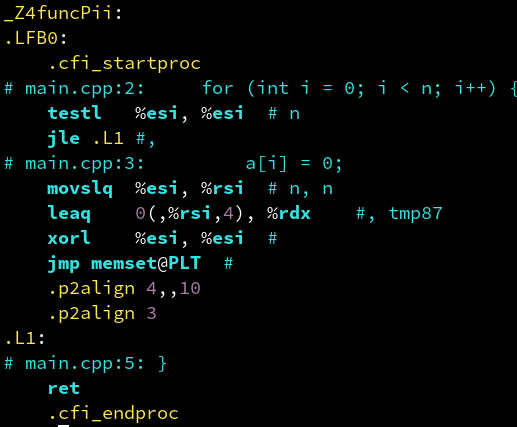 _Z4funcPii:
.LFB0:
    .cfi_startproc
# main.cpp:2:     for (int i = 0; i < n; i++) {
    testl   %esi, %esi  # n
    jle .L1 #,
# main.cpp:3:         a[i] = 0;
    movslq  %esi, %rsi  # n, n
    leaq    0(,%rsi,4), %rdx    #, tmp87
    xorl    %esi, %esi  #
    jmp memset@PLT  #
    .p2align 4,,10
    .p2align 3
.L1:
# main.cpp:5: }
    ret
    .cfi_endproc